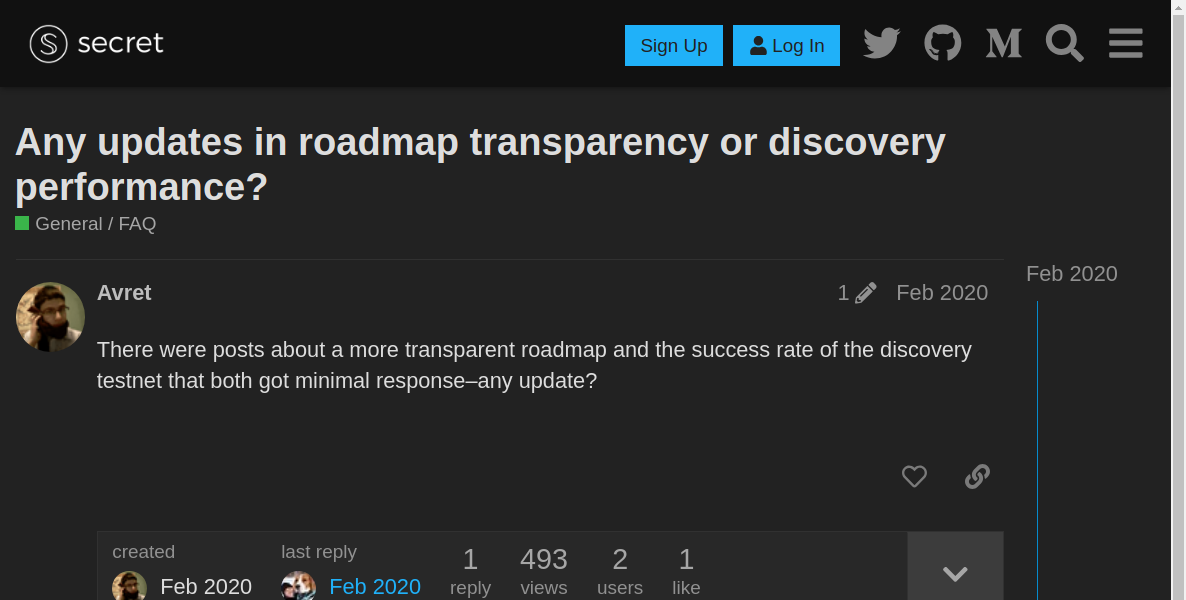 secret
Sign Up
Log In
Any updates in roadmap transparency or discovery
performance?
General / FAQ
Feb 2020
Avret
1
Feb 2020
There were posts about a more transparent roadmap and the success rate of the discovery
testnet that both got minimal response–any update?
created
last reply
1
493
2
1
Feb 2020
Feb 2020
reply
views
users
like